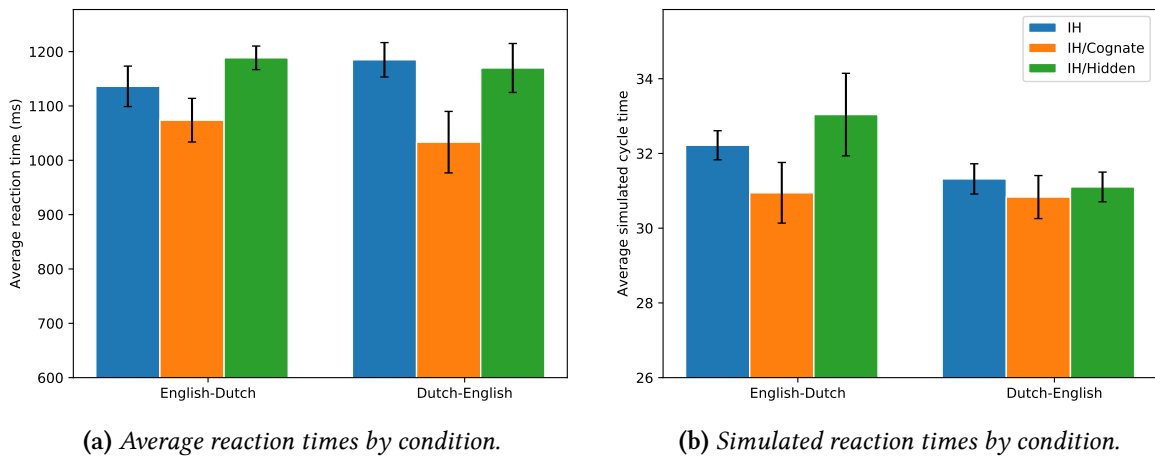 Average reaction time (ms)
1200
1100
1000
900
800
700
600
English-Dutch
Dutch-English
(a) Average reaction times by condition.
Average simulated cycle time
34
32
30
28
26
IH
IH/Cognate
IH/Hidden
English-Dutch
Dutch-English
(b) Simulated reaction times by condition.